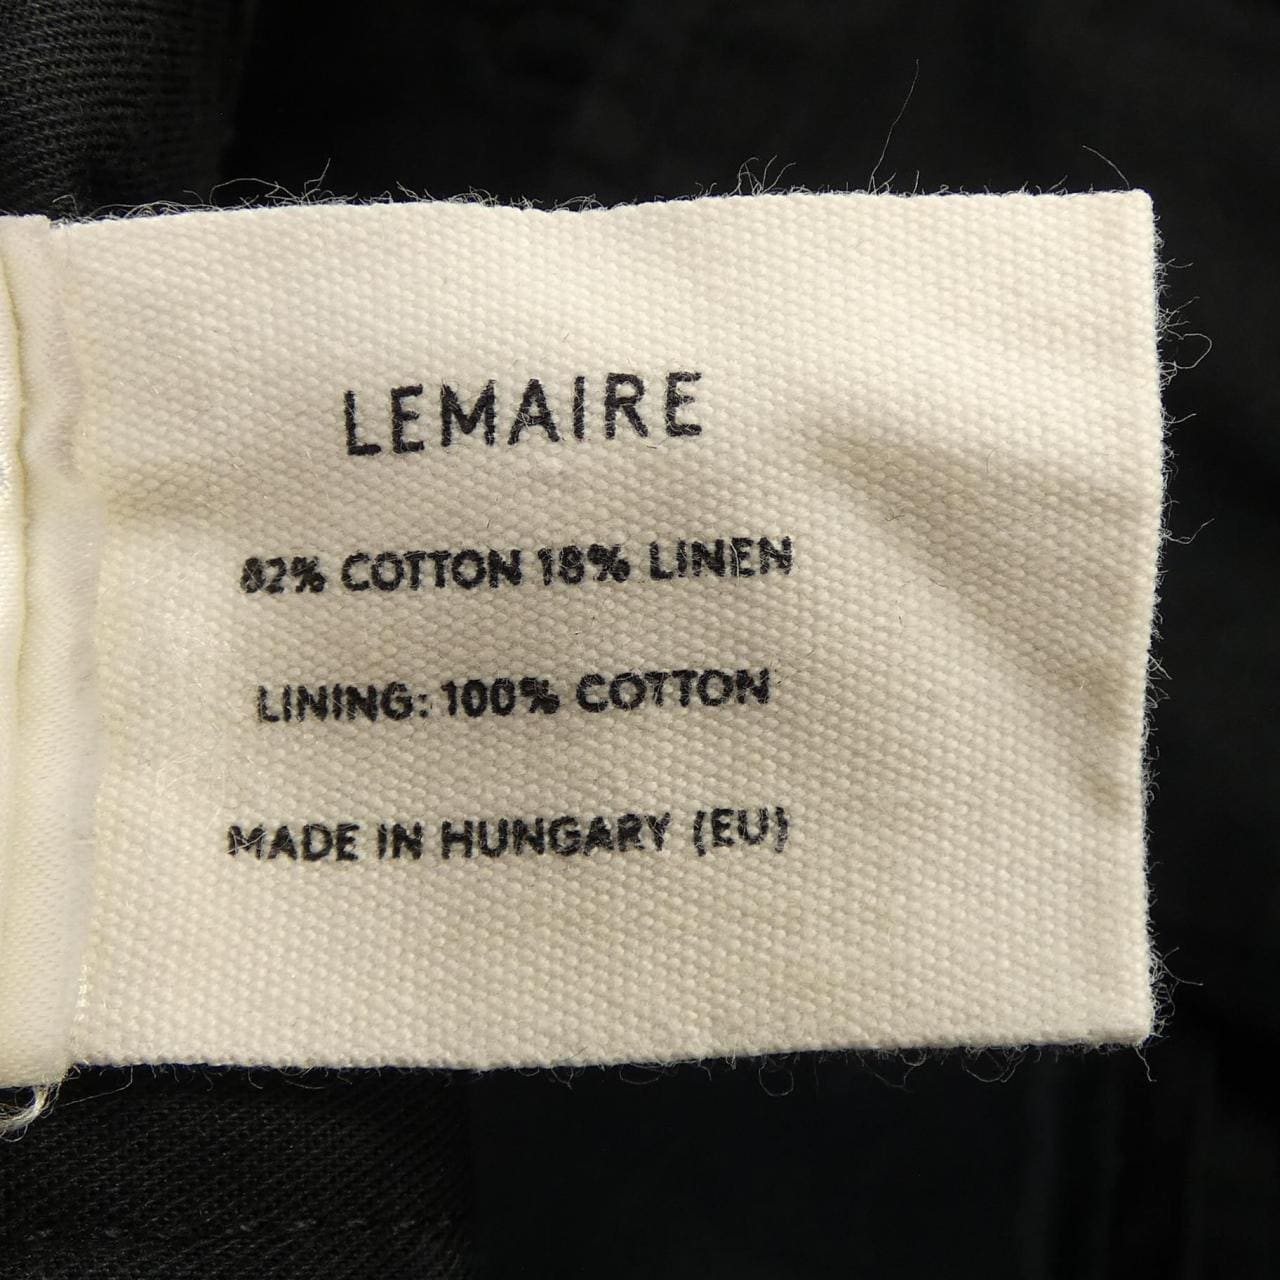 LEMAIRE
82% COTTON 18% LINEN
LINING: 100% COTTON
MADE IN HUNGARY (EU)